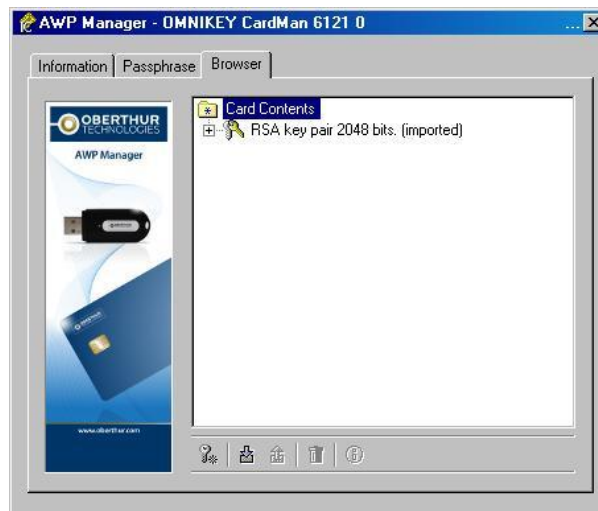 AWP Manager - OMNIKEY CardMan 6121 0
...
Information Passphrase Browser
OBERTHUR
TECHNOLOGIES
AWP Manager
Card Contents
RSA key pair 2048 bits. (imported)
www.oberthur.com